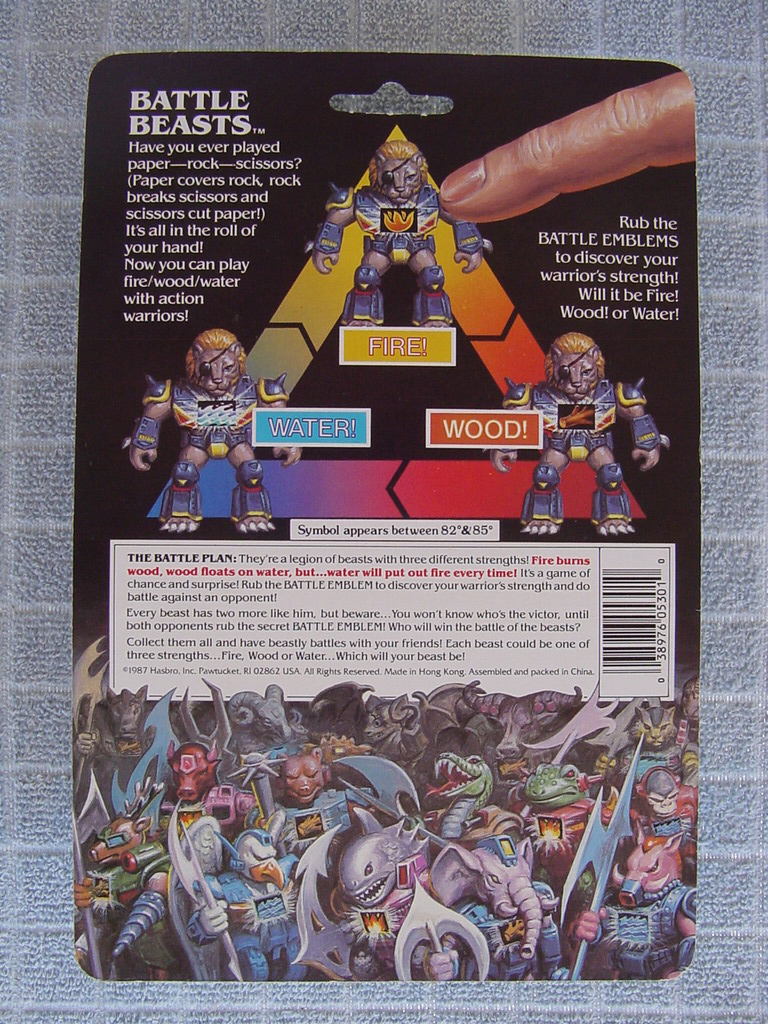 BATTLE
BEASTS™
Have you ever played
paper—rock—scissors?
(Paper covers rock, rock
breaks scissors and
scissors cut paper!)
It's all in the roll of
your hand!
Now you can play
fire/wood/water
with action
warriors!
Rub the
BATTLE EMBLEMS
to discover your
warrior's strength!
Will it be Fire!
Wood! or Water!
FIRE!
WATER!
WOOD!
Symbol appears between 82°&85°
THE BATTLE PLAN: They're a legion of beasts with three different strengths! Fire burns
wood, wood floats on water, but...water will put out fire every time! It's a game of
chance and surprise! Rub the BATTLE EMBLEM to discover your warrior's strength and do
battle against an opponent!
Every beast has two more like him, but beware...You won't know who's the victor, until
both opponents rub the secret BATTLE EMBLEM! Who will win the battle of the beasts?
Collect them all and have beastly battles with your friends! Each beast could be one of
three strengths...Fire, Wood or Water...Which will your beast be!
©1987 Hasbro, Inc. Pawtucket, RI 02862 USA. All Rights Reserved. Made in Hong Kong. Assembled and packed in China.
0 38976 05301 0